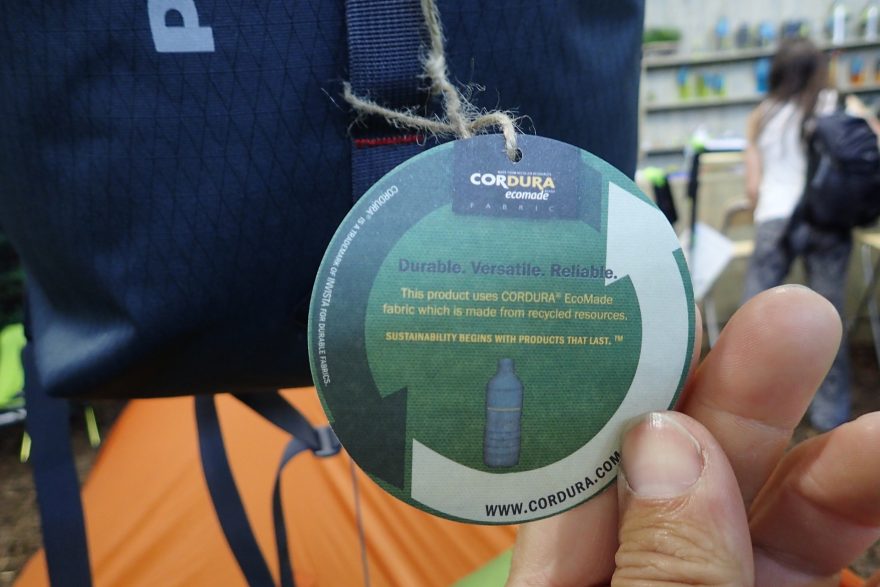 P
CORDURA
ecomade
FABRIC
Durable. Versatile. Reliable.
This product uses CORDURA® EcoMade
fabric which is made from recycled resources.
SUSTAINABILITY BEGINS WITH PRODUCTS THAT LAST. ™
CORDURA® IS A TRADEMARK OF INVISTA FOR DURABLE FABRICS.
WWW.CORDURA.COM